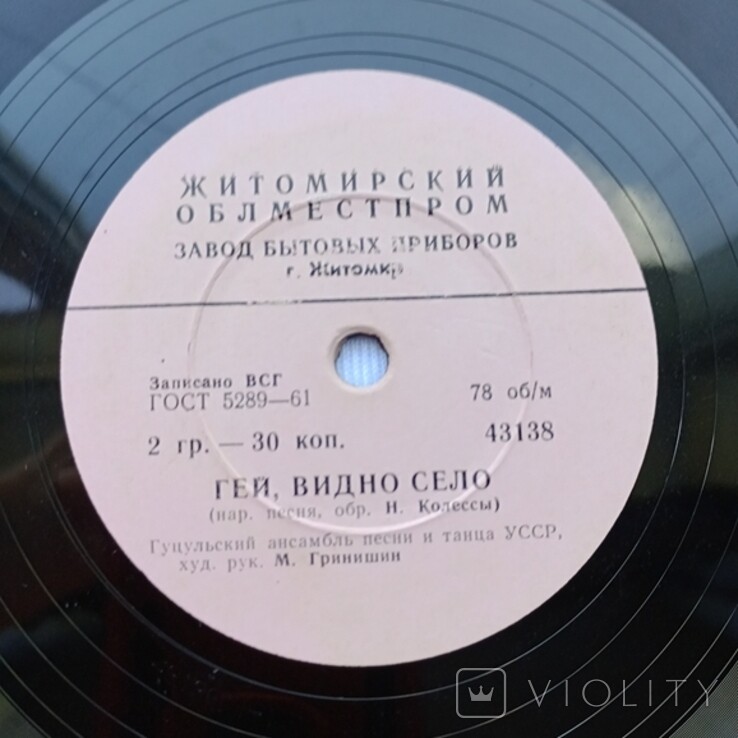 ЖИТОМИРСКИЙ
ОБЛМЕСТПРОМ
ЗАВОД БЫТОВЫХ ПРИБОРОВ
г. Житомир
Записано ВСГ
ГОСТ 5289—61
78 об/м
2 гр. — 30 коп.
43138
ГЕЙ, ВИДНО СЕЛО
(нар. песня, обр. Н. Колессы)
Гуцульский ансамбль песни и танца УССР,
худ. рук. М. Гринишин
VIOLITY